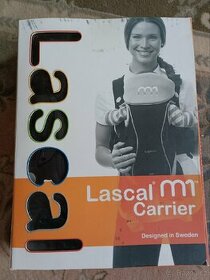 Lascal
Lascal m1
Carrier
Designed in Sweden